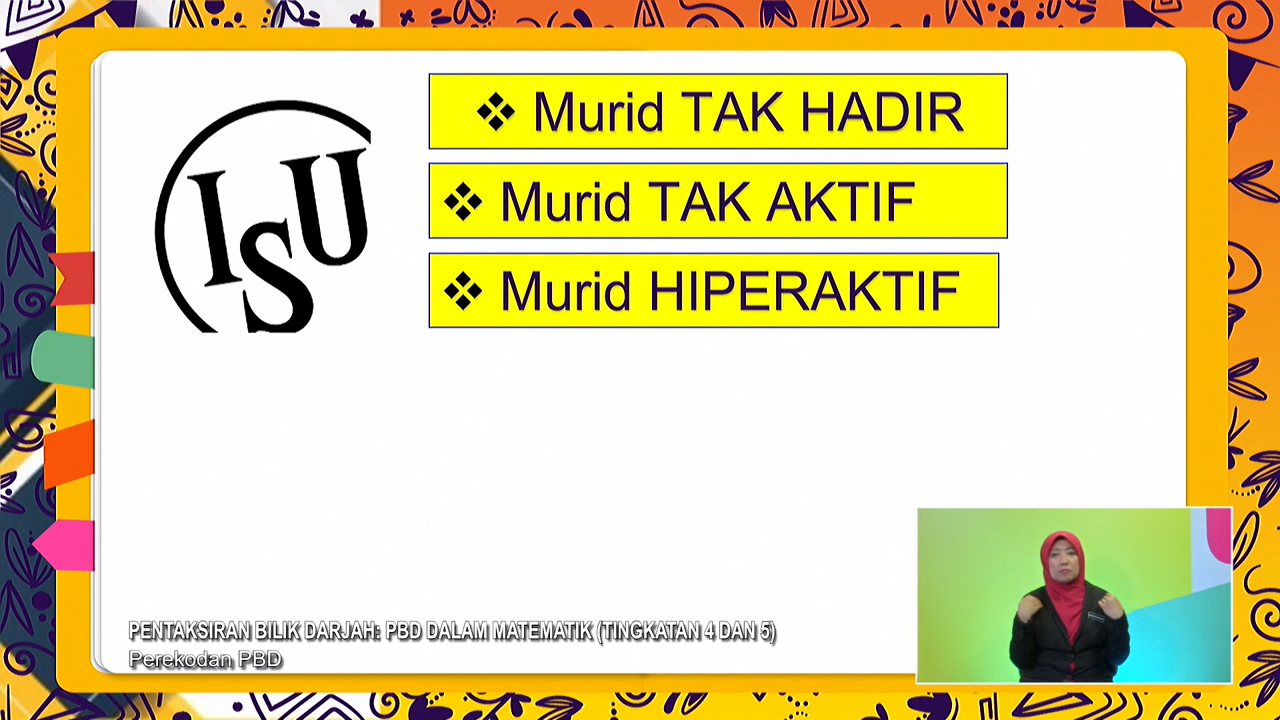 ISU
❖ Murid TAK HADIR
❖ Murid TAK AKTIF
❖ Murid HIPERAKTIF
PENTAKSIRAN BILIK DARJAH: PBD DALAM MATEMATIK (TINGKATAN 4 DAN 5)
Perekodan PBD